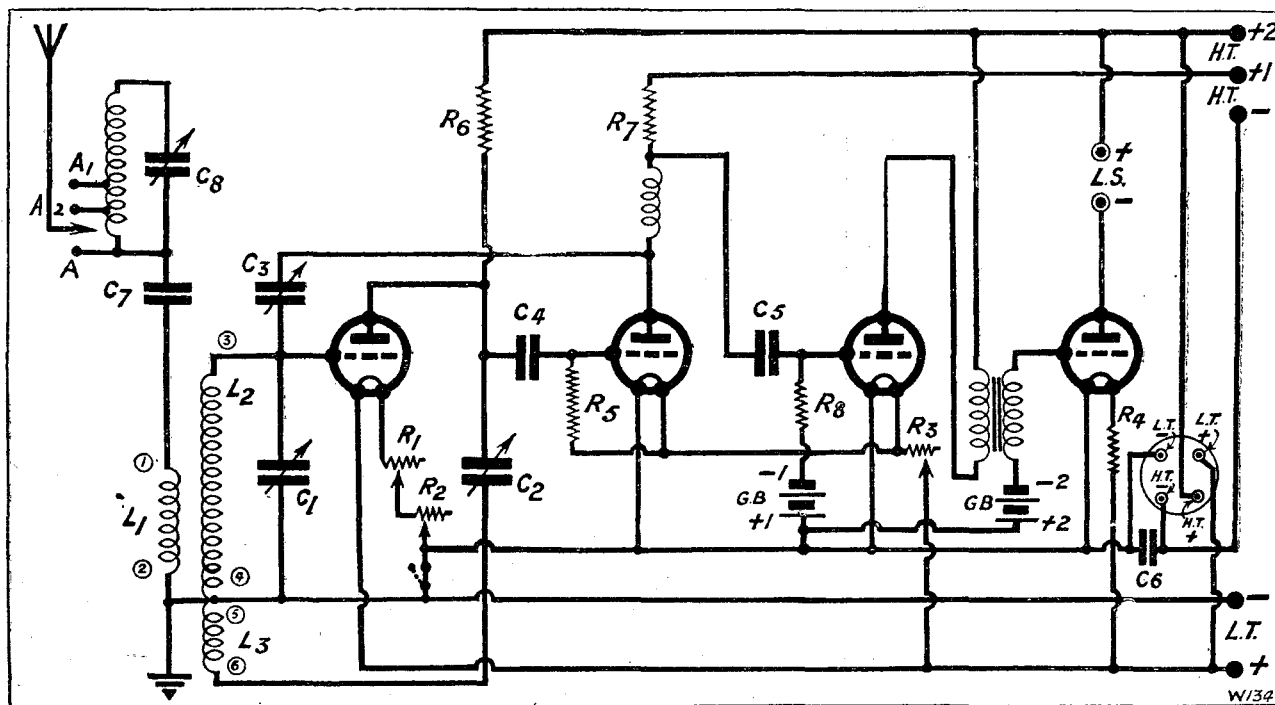 +2
H.T.
+1
H.T.
-
R6
R7
A1
C8
A2
A
+
L.S.
-
C3
C7
C4
C5
3
L2
R5
R8
R4
R1
R3
L.T.
-
L.T.
+
1
C1
R2
C2
-1
G.B
+1
-2
GB
+2
H.T.
-
H.T.
+
L1
2
4
C6
5
-
L3
L.T.
6
+
W134